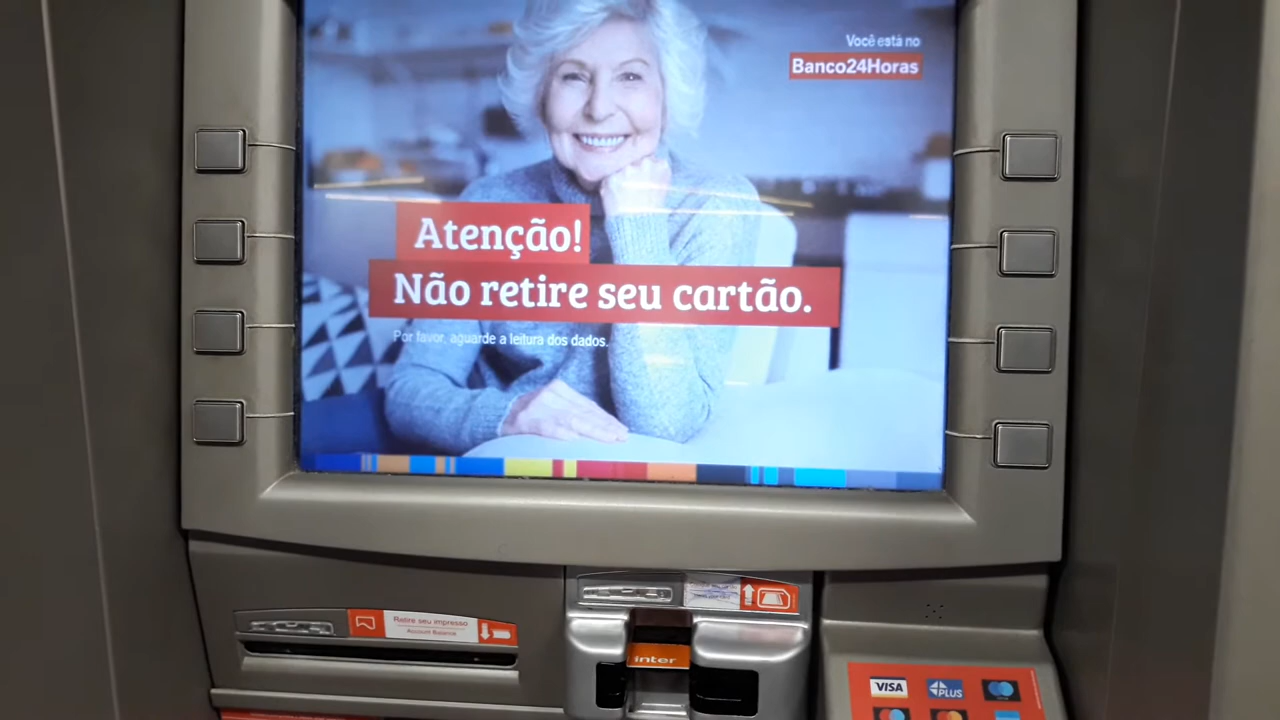 Você está no
Banco24Horas
Atenção!
Não retire seu cartão.
Por favor, aguarde a leitura dos dados.
Retire seu impresso
Account Balance
inter
VISA
PLUS